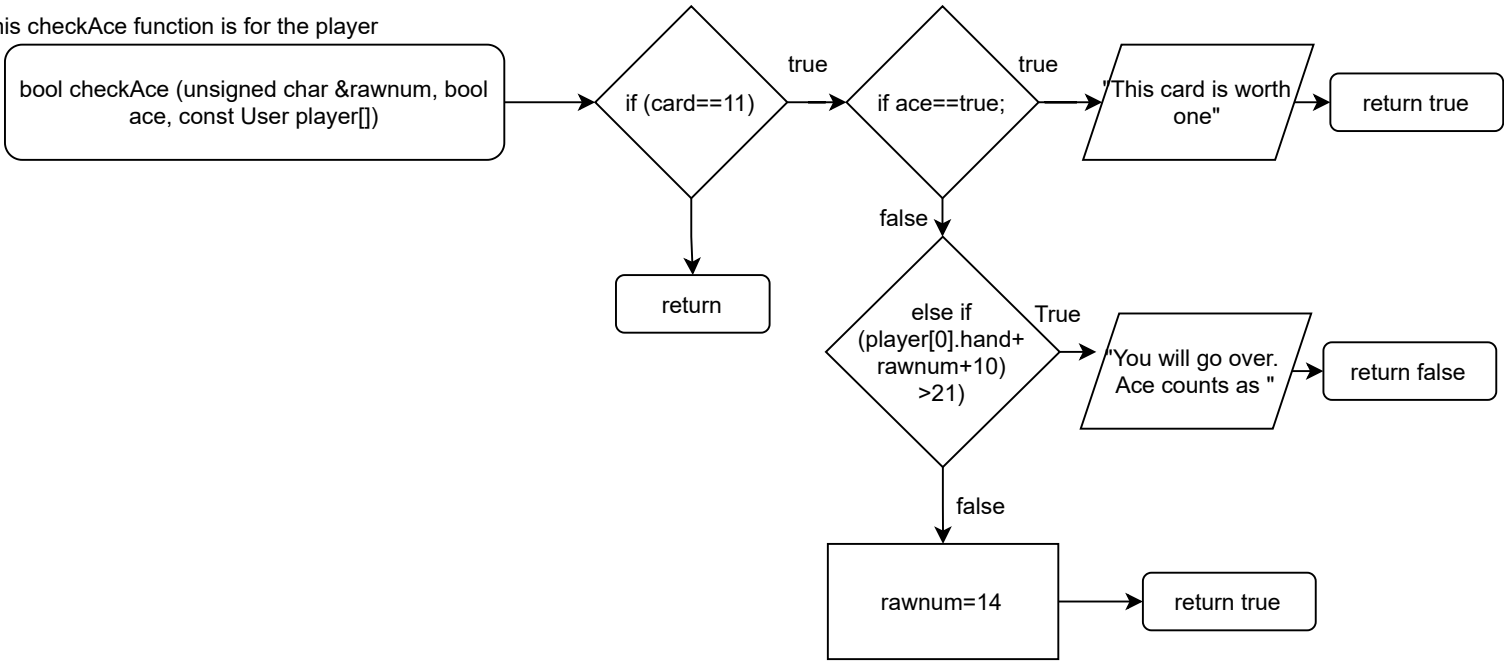 his checkAce function is for the player
bool checkAce (unsigned char &rawnum, bool
ace, const User player[])
if (card==11)
true
if ace==true;
true
"This card is worth
one"
return true
return
false
else if
(player[0].hand+
rawnum+10)
>21)
True
"You will go over.
Ace counts as "
return false
false
rawnum=14
return true